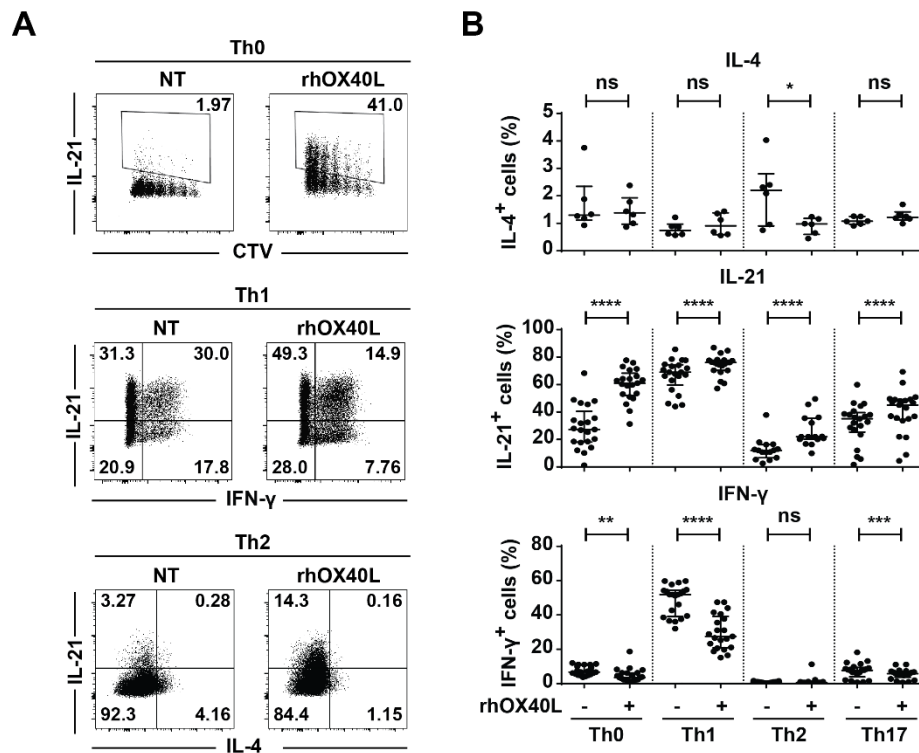 A
Th0
NT rhOX40L
1.97 41.0
IL-21
CTV
Th1
NT rhOX40L
31.3 30.0 49.3 14.9
IL-21
20.9 17.8 28.0 7.76
IFN-γ
Th2
NT rhOX40L
3.27 0.28 14.3 0.16
IL-21
92.3 4.16 84.4 1.15
IL-4
B
IL-4
ns ns * ns
IL-4+ cells (%)
5
4
3
2
1
0
IL-21
**** **** **** ****
IL-21+ cells (%)
100
80
60
40
20
0
IFN-γ
** **** ns ***
IFN-γ+ cells (%)
80
60
40
20
0
rhOX40L - + - + - + - +
Th0 Th1 Th2 Th17